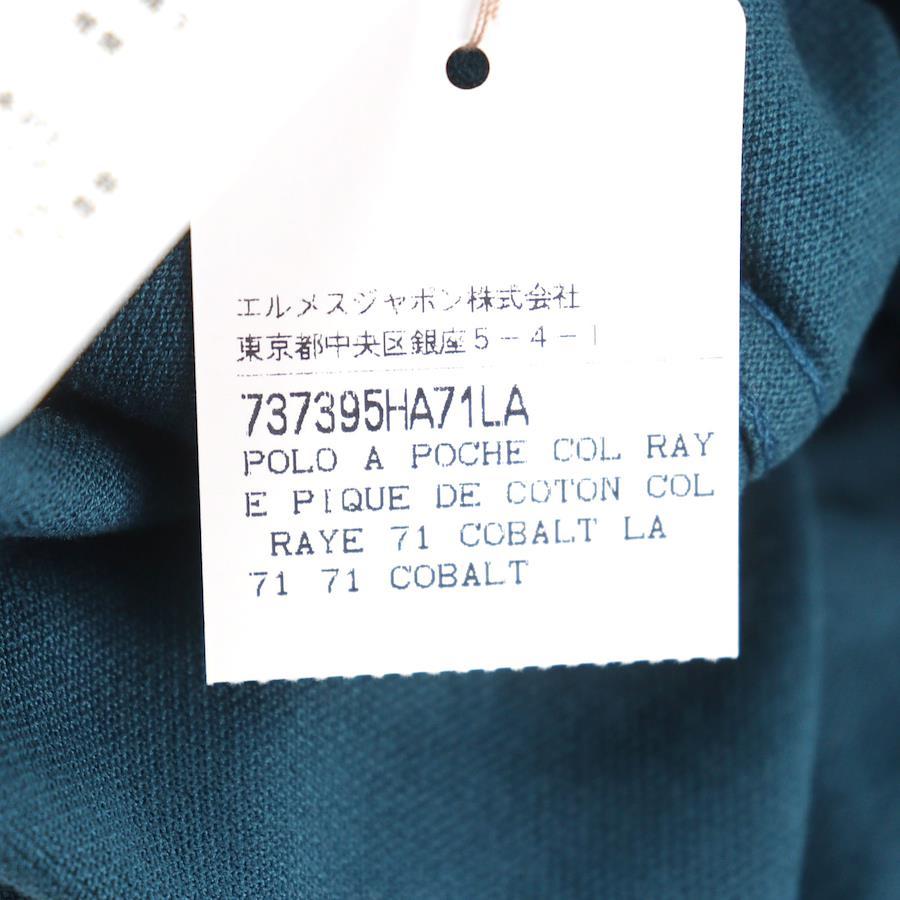 エルメスジャポン株式会社
東京都中央区銀座5-4-1
737395HA71LA
POLO A POCHE COL RAY
E PIQUE DE COTON COL
RAYE 71 COBALT LA
71 71 COBALT